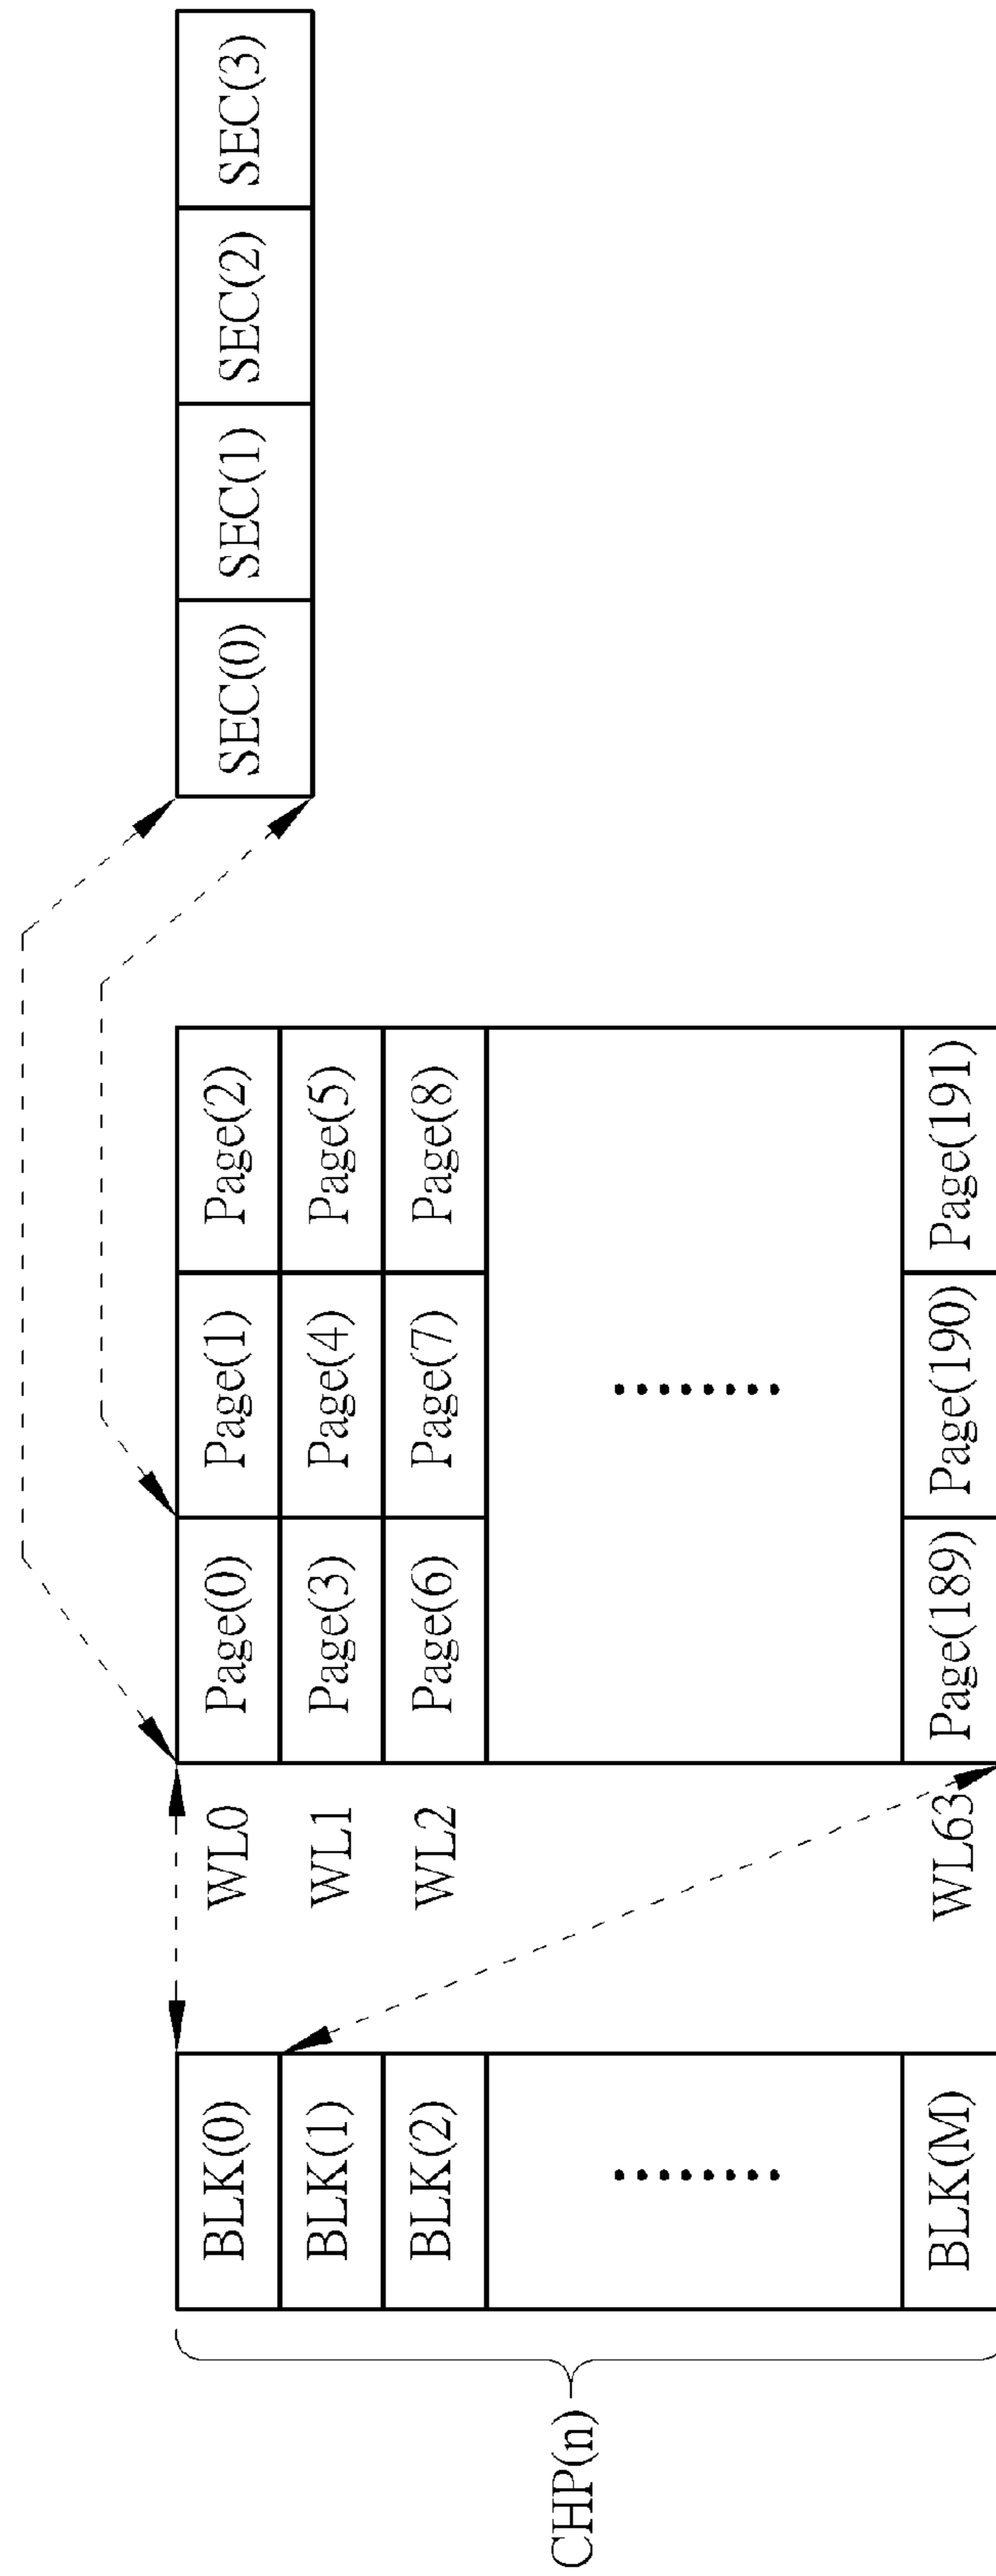 CHP(n)
BLK(0)
BLK(1)
BLK(2)
BLK(M)
WL0
WL1
WL2
WL63
Page(0) Page(1) Page(2)
Page(3) Page(4) Page(5)
Page(6) Page(7) Page(8)
Page(189) Page(190) Page(191)
SEC(0) SEC(1) SEC(2) SEC(3)